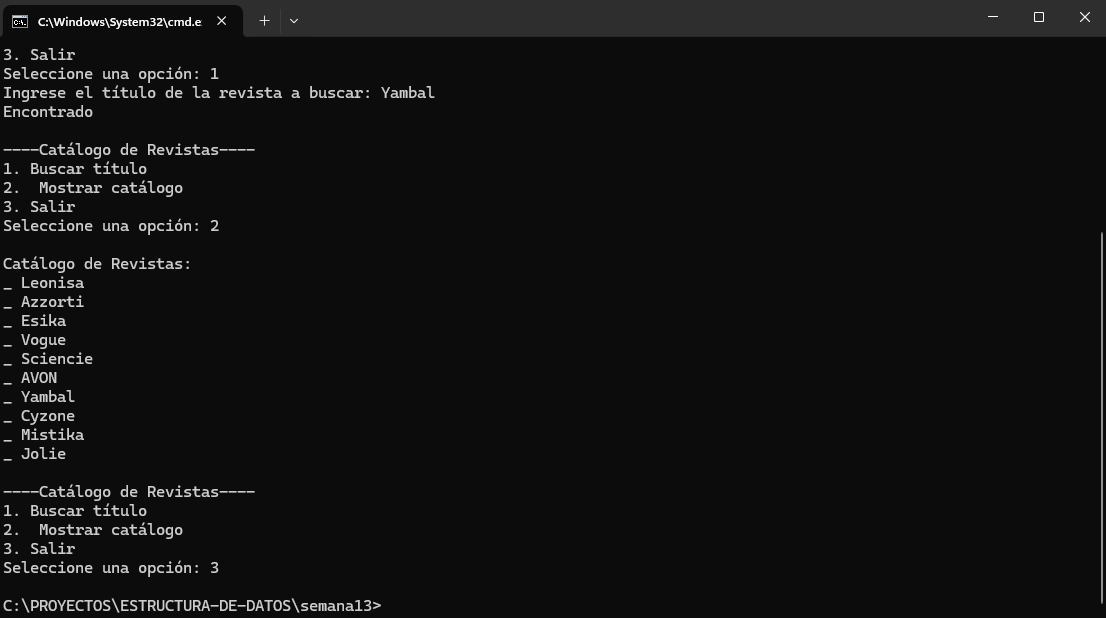 C:\Windows\System32\cmd.e
3. Salir
Seleccione una opción: 1
Ingrese el título de la revista a buscar: Yambal
Encontrado
----Catálogo de Revistas----
1. Buscar título
2.  Mostrar catálogo
3. Salir
Seleccione una opción: 2
Catálogo de Revistas:
_ Leonisa
_ Azzorti
_ Esika
_ Vogue
_ Sciencie
_ AVON
_ Yambal
_ Cyzone
_ Mistika
_ Jolie
----Catálogo de Revistas----
1. Buscar título
2.  Mostrar catálogo
3. Salir
Seleccione una opción: 3
C:\PROYECTOS\ESTRUCTURA-DE-DATOS\semana13>